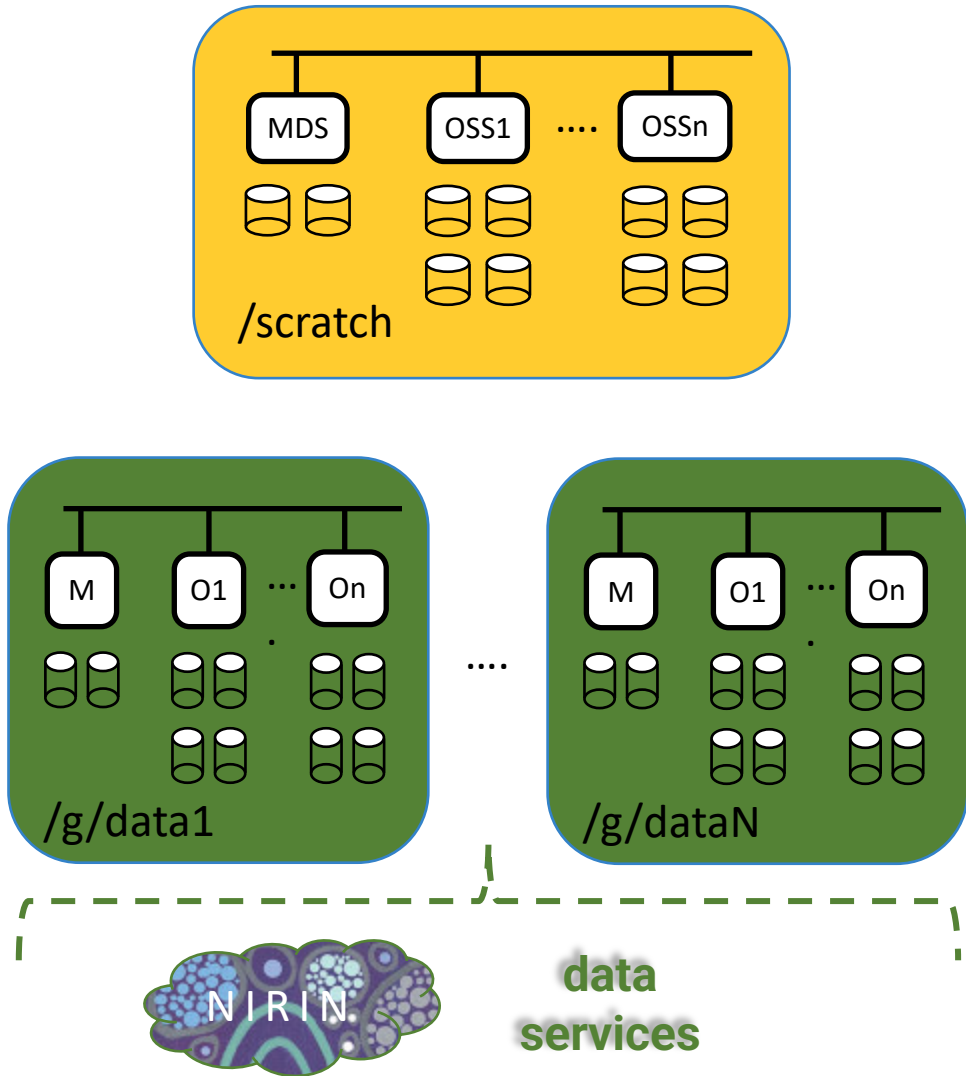 MDS OSS1 .... OSSn
/scratch
M O1 ... On
.
/g/data1
....
M O1 ... On
.
/g/dataN
NIRIN
data
services